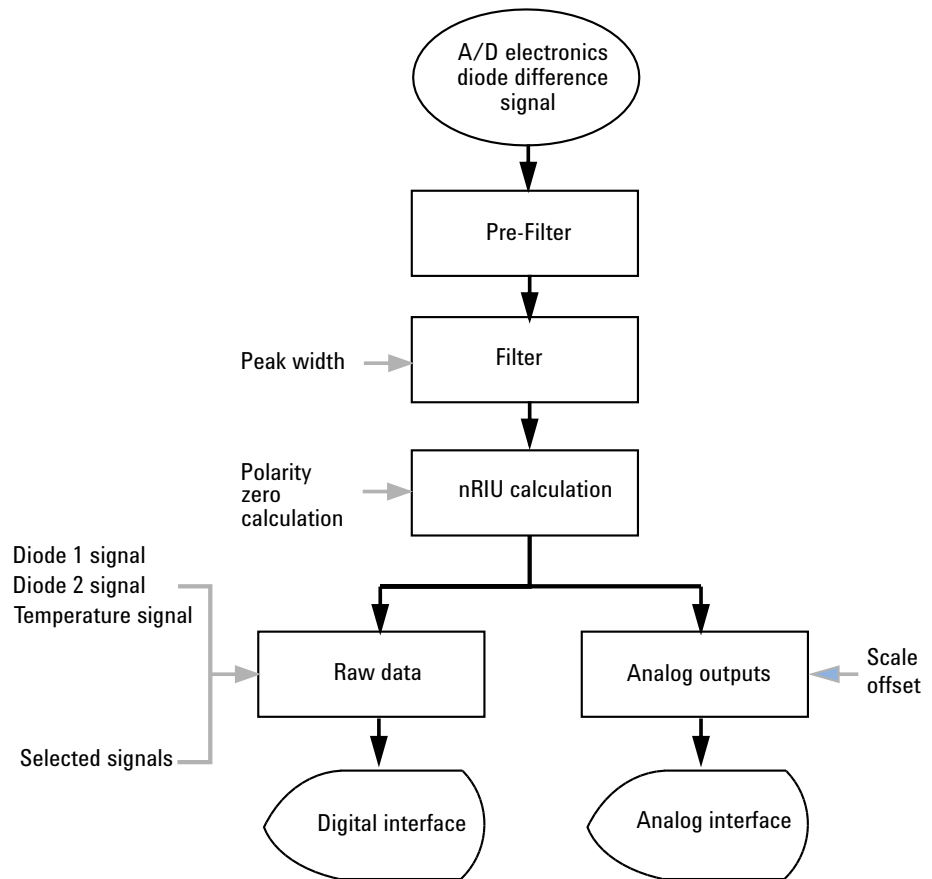 A/D electronics
diode difference
signal
Pre-Filter
Peak width
Filter
Polarity
zero
calculation
nRIU calculation
Diode 1 signal
Diode 2 signal
Temperature signal
Selected signals
Raw data
Analog outputs
Scale
offset
Digital interface
Analog interface